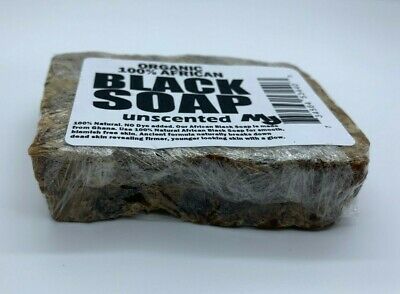 ORGANIC
100% AFRICAN
BLACK
SOAP
unscented
100% Natural. NO Dye added. Our African Black Soap is made
from Ghana. Use 100% Natural African Black Soap for smooth,
blemish free skin. Ancient formula naturally breaks down
dead skin revealing firmer, younger looking skin with a glow.